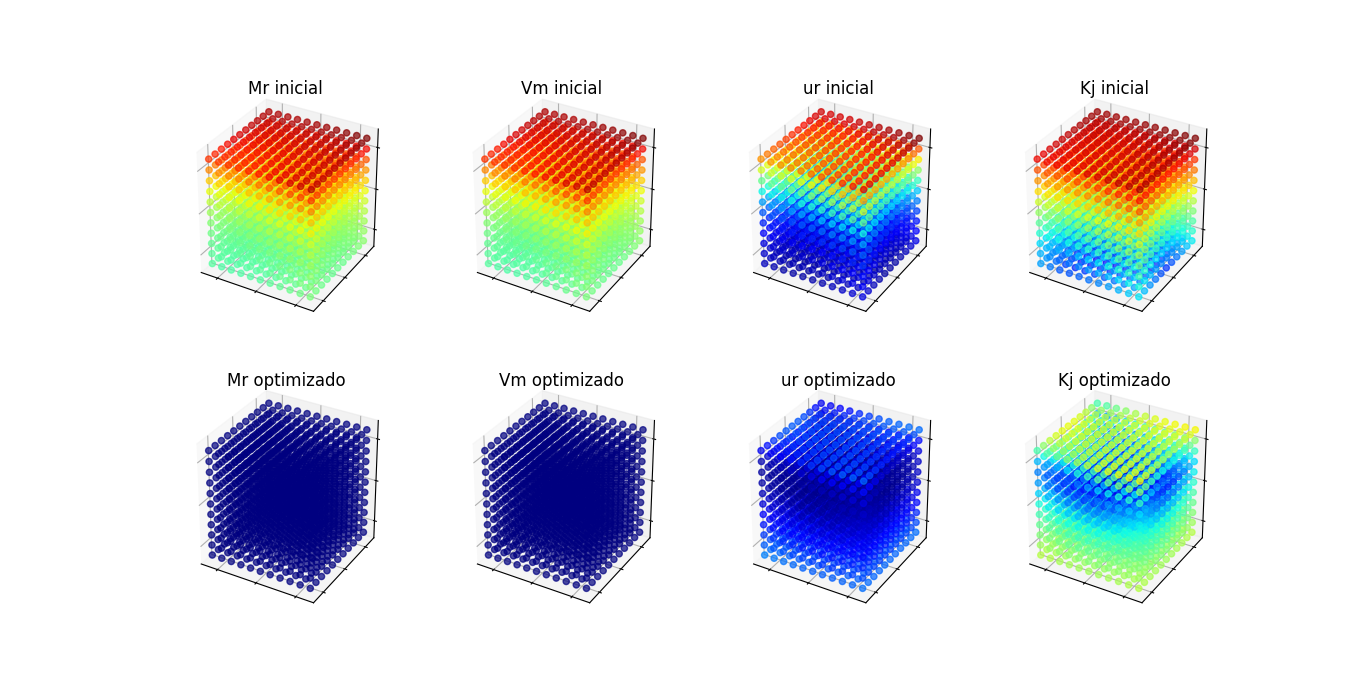 Mr inicial
Vm inicial
ur inicial
Kj inicial
Mr optimizado
Vm optimizado
ur optimizado
Kj optimizado